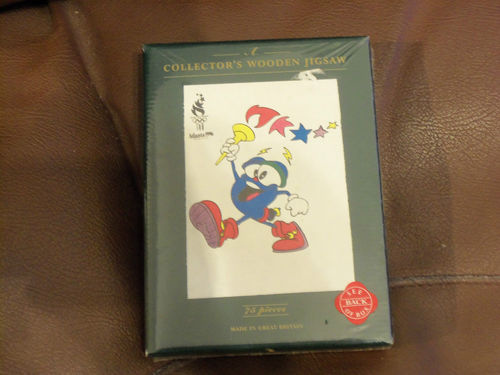 A
COLLECTOR'S WOODEN JIGSAW
Atlanta 1996
75 pieces
MADE IN GREAT BRITAIN
SEE
BACK
OF BOX